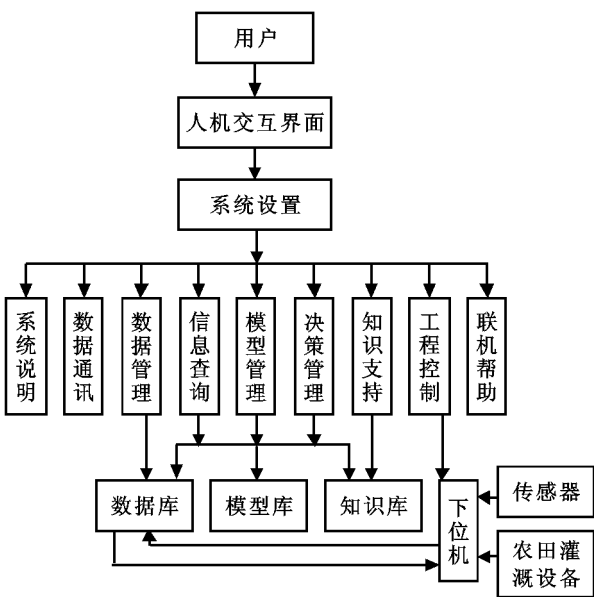 用户
人机交互界面
系统设置
系统说明
数据通讯
数据管理
信息查询
模型管理
决策管理
知识支持
工程控制
联机帮助
数据库
模型库
知识库
下位机
传感器
农田灌
溉设备